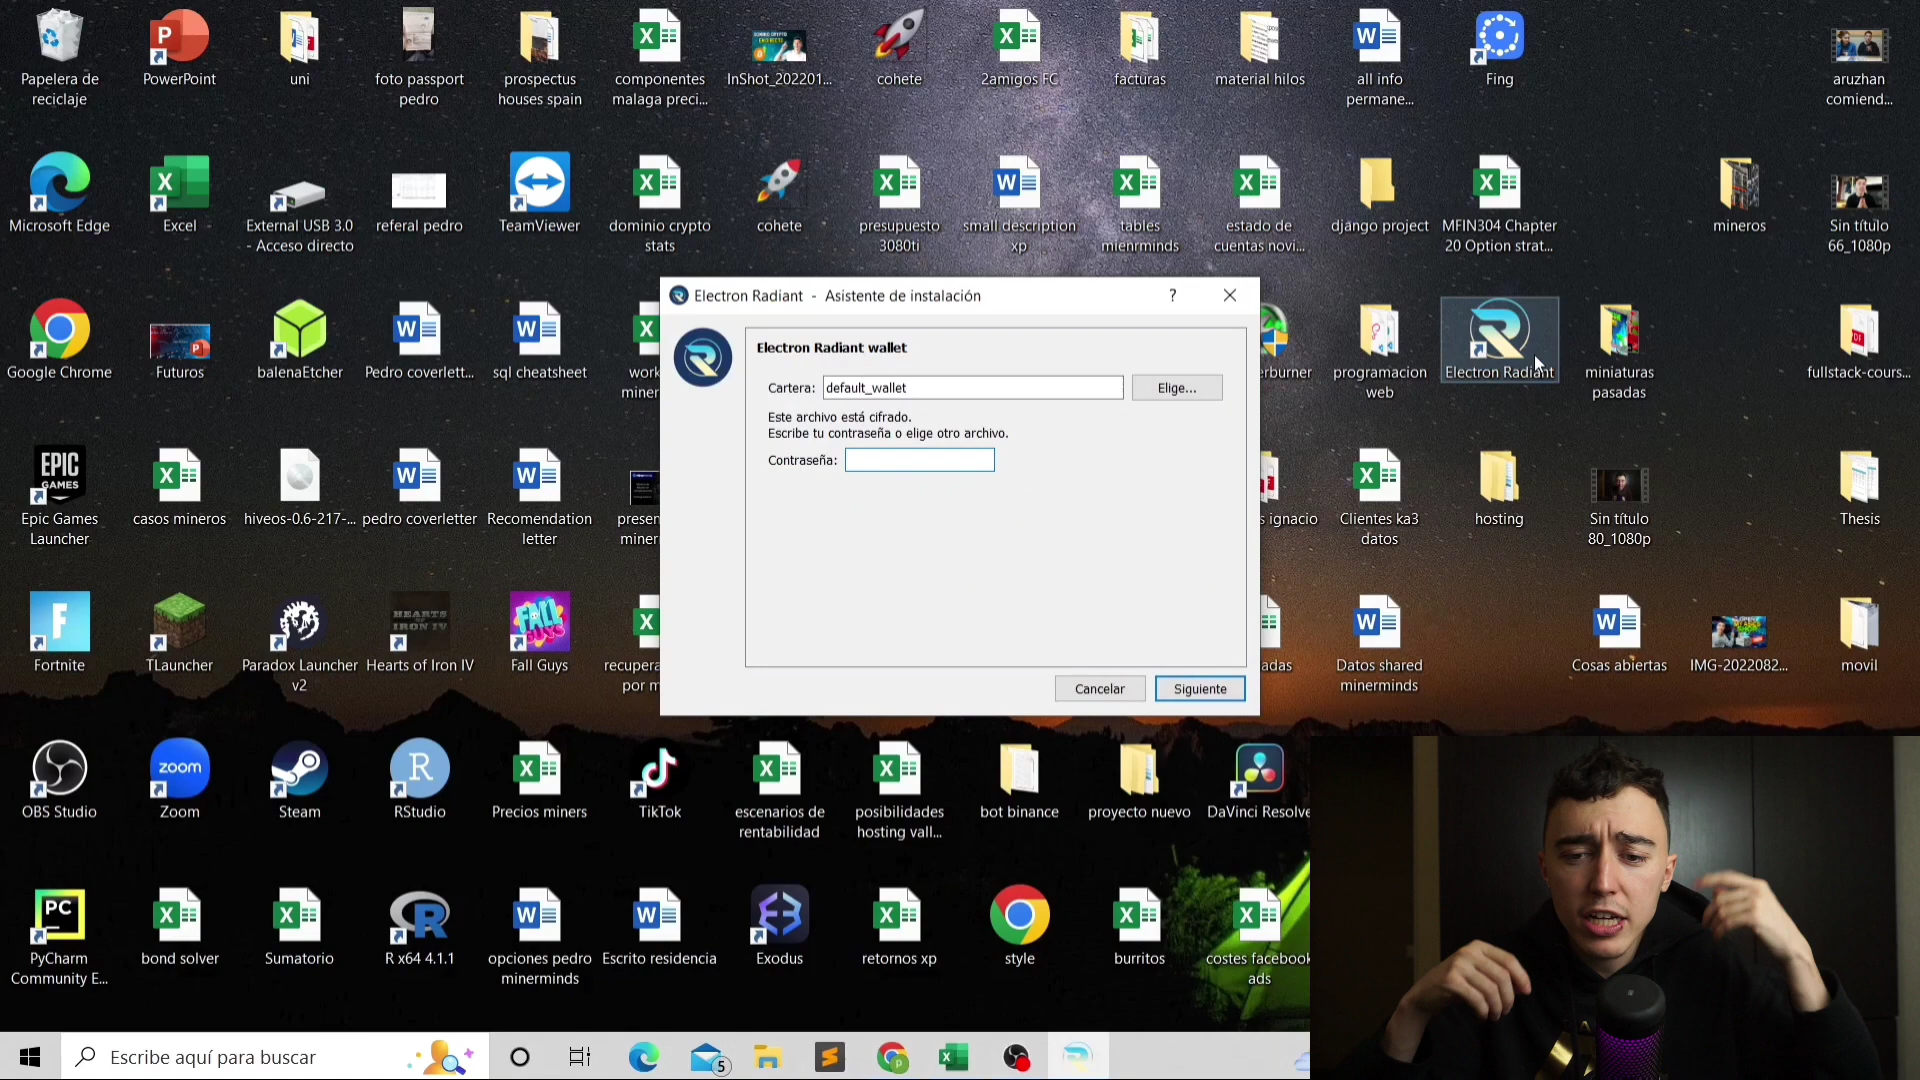 Papelera de
reciclaje
PowerPoint
uni
foto passport
pedro
prospectus
houses spain
componentes
malaga preci...
InShot_202201...
cohete
2amigos FC
facturas
material hilos
all info
permane...
Fing
aruzhan
comiend...
Microsoft Edge
Excel
External USB 3.0
- Acceso directo
referal pedro
TeamViewer
dominio crypto
stats
cohete
presupuesto
3080ti
small description
xp
tables
mienrminds
estado de
cuentas novi...
django project
MFIN304 Chapter
20 Option strat...
mineros
Sin título
66_1080p
Electron Radiant - Asistente de instalación
?
Electron Radiant wallet
Cartera: default_wallet
Elige...
Este archivo está cifrado.
Escribe tu contraseña o elige otro archivo.
Contraseña:
Cancelar
Siguiente
Google Chrome
Futuros
balenaEtcher
Pedro coverlett...
sql cheatsheet
work
miner
erburner
programacion
web
Electron Radiant
miniaturas
pasadas
fullstack-cours...
EPIC
GAMES
Epic Games
Launcher
casos mineros
hiveos-0.6-217-...
pedro coverletter
Recomendation
letter
presen
miner
s ignacio
Clientes ka3
datos
hosting
Sin título
80_1080p
Thesis
Fortnite
TLauncher
Paradox Launcher
v2
HEARTS
OF
IRON IV
Hearts of Iron IV
FALL
GUYS
Fall Guys
recupera
por m
adas
Datos shared
minerminds
Cosas abiertas
IMG-2022082...
movil
OBS Studio
zoom
Zoom
Steam
RStudio
Precios miners
TikTok
escenarios de
rentabilidad
posibilidades
hosting vall...
bot binance
proyecto nuevo
DaVinci Resolve
PC
PyCharm
Community E...
bond solver
Sumatorio
R x64 4.1.1
opciones pedro
minerminds
Escrito residencia
Exodus
retornos xp
style
burritos
costes facebook
ads
Escribe aquí para buscar
5